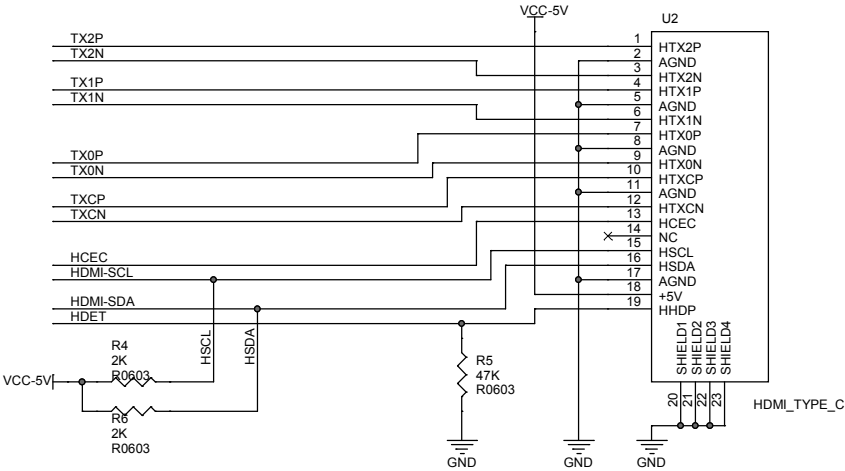 VCC-5V
U2
TX2P
TX2N
TX1P
TX1N
TX0P
TX0N
TXCP
TXCN
HCEC
HDMI-SCL
HDMI-SDA
HDET
1 HTX2P
2 AGND
3 HTX2N
4 HTX1P
5 AGND
6 HTX1N
7 HTX0P
8 AGND
9 HTX0N
10 HTXCP
11 AGND
12 HTXCN
13 HCEC
14 NC
15 HSCL
16 HSDA
17 AGND
18 +5V
19 HHDP
SHIELD1
SHIELD2
SHIELD3
SHIELD4
20
21
22
23
HDMI_TYPE_C
HSCL
HSDA
R4
2K
R0603
VCC-5V
R6
2K
R0603
R5
47K
R0603
GND
GND
GND